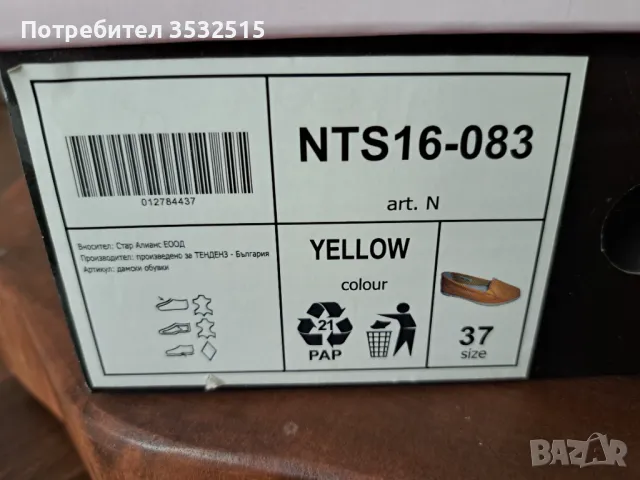 Потребител 3532515
012784437
NTS16-083
art. N
Вносител: Стар Алианс ЕООД
Производител: произведено за ТЕНДЕНЗ - България
Артикул: дамски обувки
YELLOW
colour
21
PAP
37
size
BAZAR